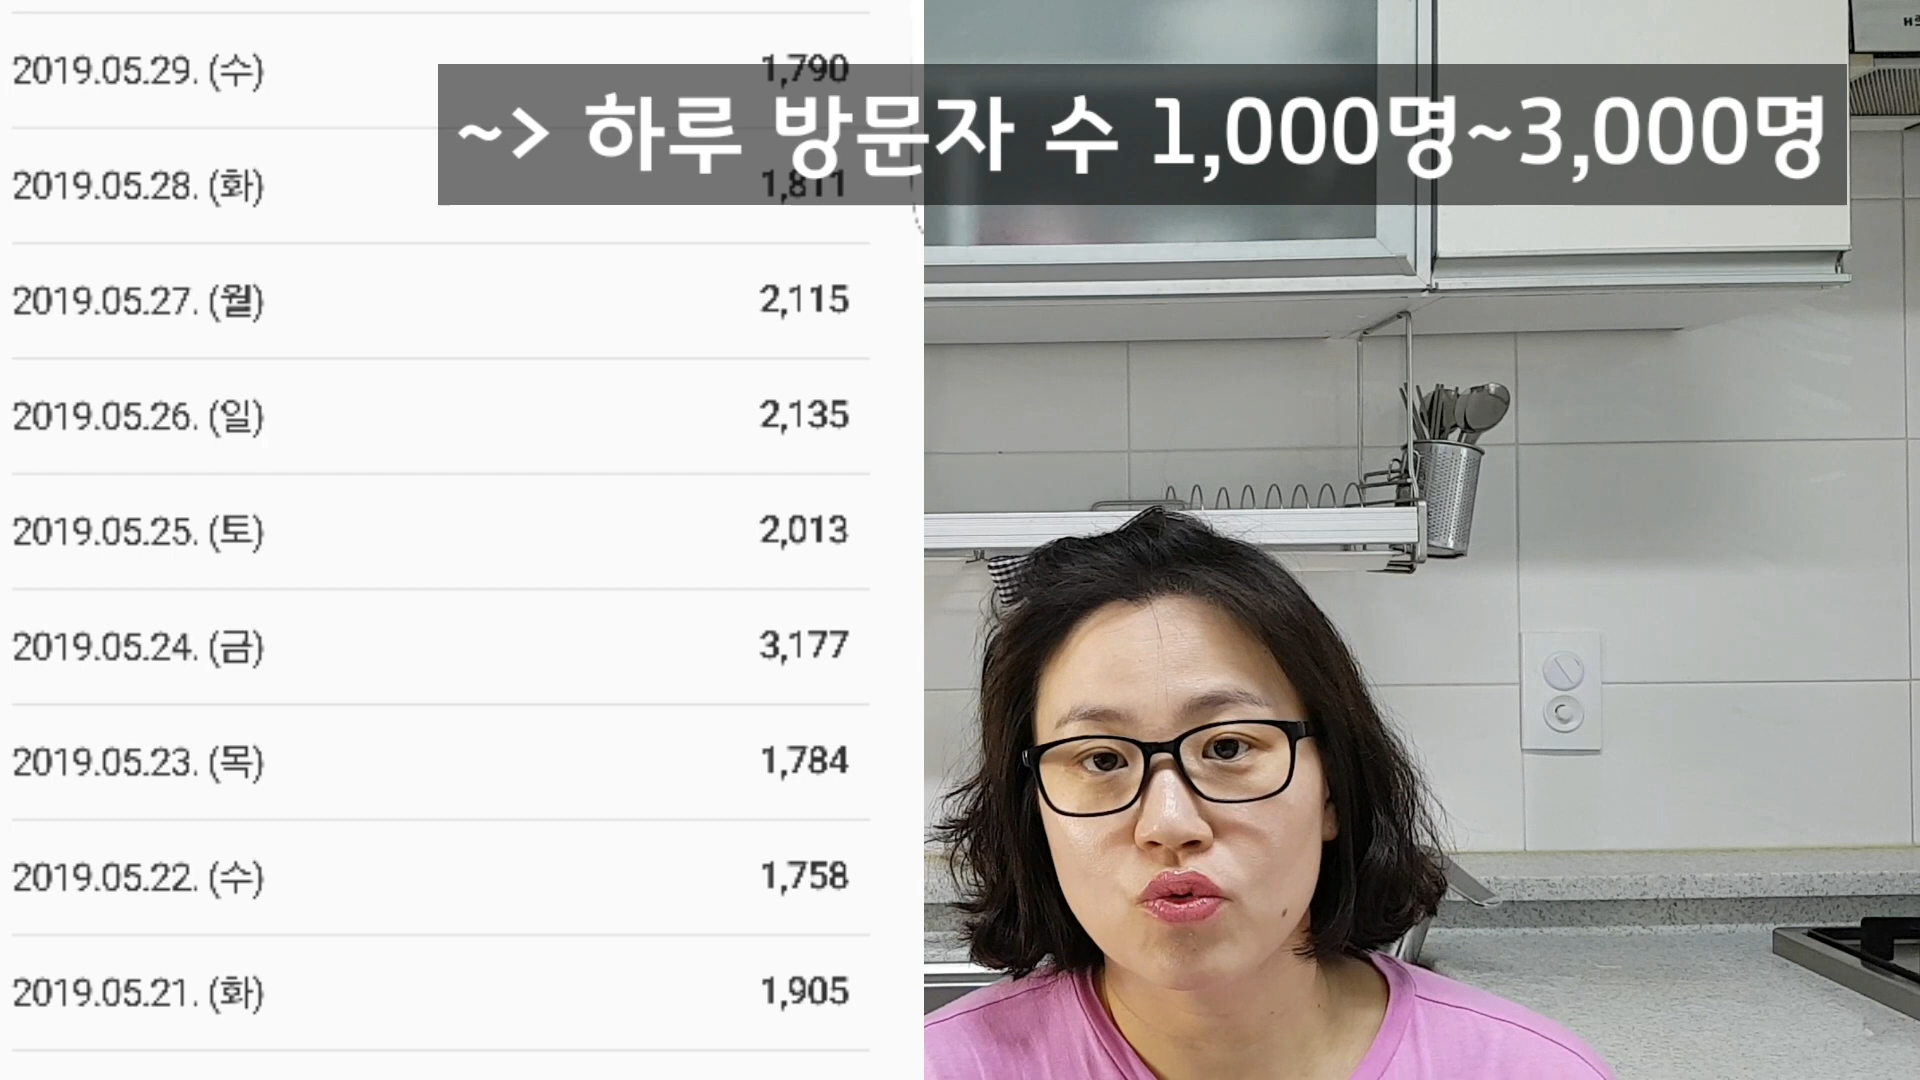 2019.05.29. (수) 1,790
~> 하루 방문자 수 1,000명~3,000명
2019.05.28. (화) 1,811
2019.05.27. (월) 2,115
2019.05.26. (일) 2,135
2019.05.25. (토) 2,013
2019.05.24. (금) 3,177
2019.05.23. (목) 1,784
2019.05.22. (수) 1,758
2019.05.21. (화) 1,905